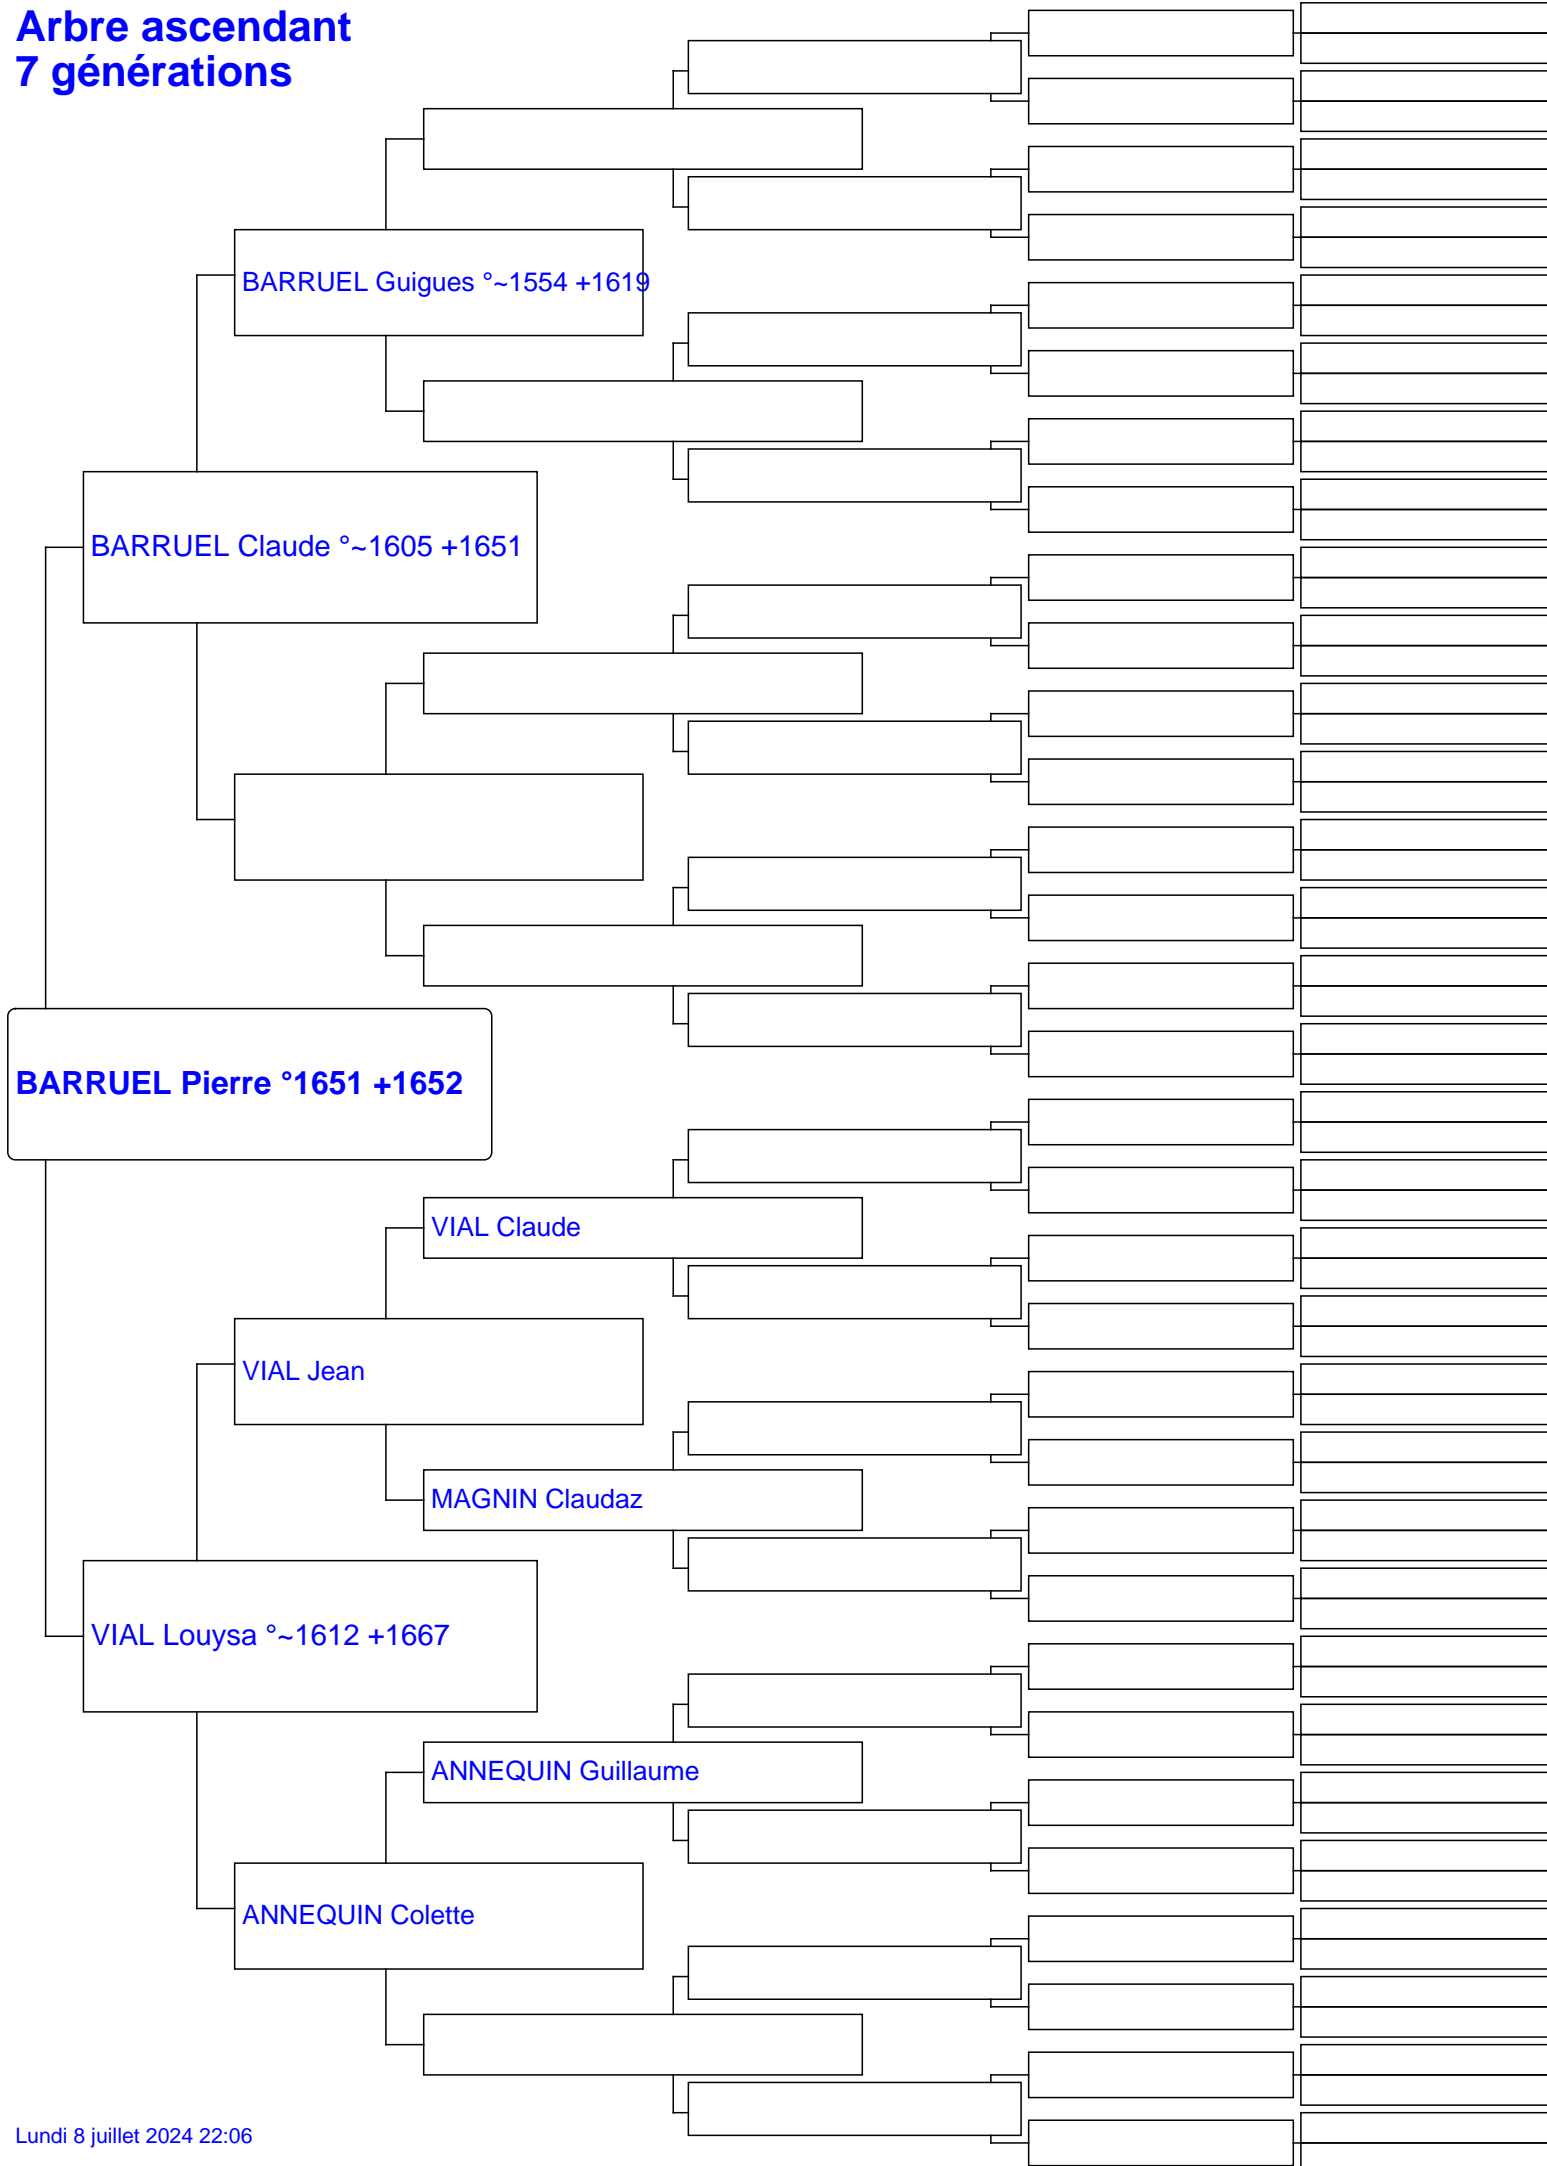 Arbre ascendant
7 générations
BARRUEL Guigues °~1554 +1619
BARRUEL Claude °~1605 +1651
BARRUEL Pierre °1651 +1652
VIAL Claude
VIAL Jean
MAGNIN Claudaz
VIAL Louysa °~1612 +1667
ANNEQUIN Guillaume
ANNEQUIN Colette
Lundi 8 juillet 2024 22:06